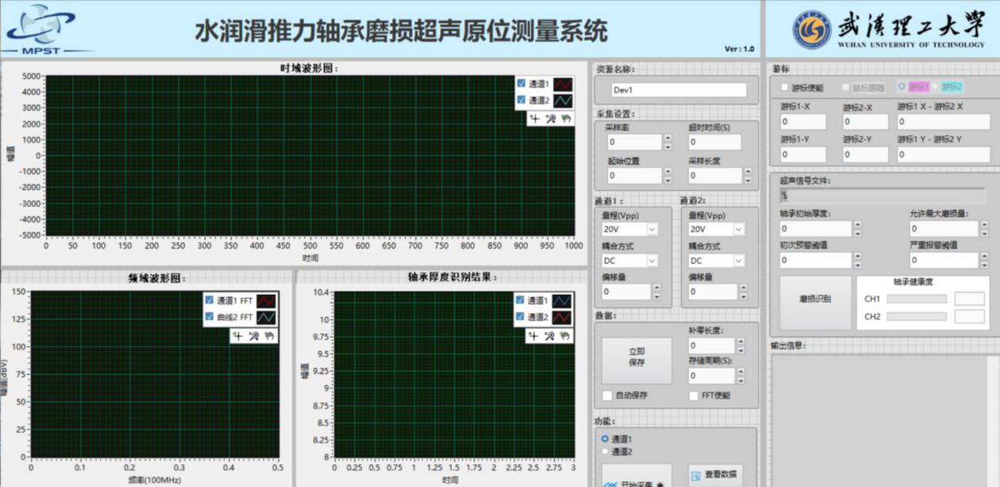 MPST
水润滑推力轴承磨损超声原位测量系统
Ver : 1.0
武汉理工大学
WUHAN UNIVERSITY OF TECHNOLOGY
时域波形图：
5000
4000
3000
2000
1000
0
-1000
-2000
-3000
-4000
-5000
幅值
0 50 100 150 200 250 300 350 400 450 500 550 600 650 700 750 800 850 900 950 1000
时间
通道1
通道2
频域波形图：
150
125
100
75
50
25
0
幅值(dBV)
0 0.1 0.2 0.3 0.4 0.5
频率(100MHz)
通道1 FFT
曲线2 FFT
轴承厚度识别结果：
10.4
10
9.75
9.5
9.25
9
8.75
8.5
8.25
8
幅值
0 0.25 0.5 0.75 1 1.25 1.5 1.75 2 2.25 2.5 2.75 3
时间
通道1
通道2
资源名称：
Dev1
采集设置：
采样率 超时时间(S)
0 0
起始位置 采样长度
0 0
通道1： 通道2:
量程(Vpp) 量程(Vpp)
20V 20V
耦合方式 耦合方式
DC DC
偏移量 偏移量
0 0
数据：
立即
保存
补零长度:
0
存储周期(S):
0
自动保存 FFT使能
功能：
通道1
通道2
开始采集
查看数据
游标
游标使能 鼠标跟随 游标1 游标2
游标1-X 游标2-X 游标1 X - 游标2 X
0 0 0
游标1-Y 游标2-Y 游标1 Y - 游标2 Y
0 0 0
超声信号文件:
轴承初始厚度: 允许最大磨损量:
0 0
初次预警阈值 严重报警阈值
0 0
磨损识别
轴承健康度
CH1
CH2
输出信息: